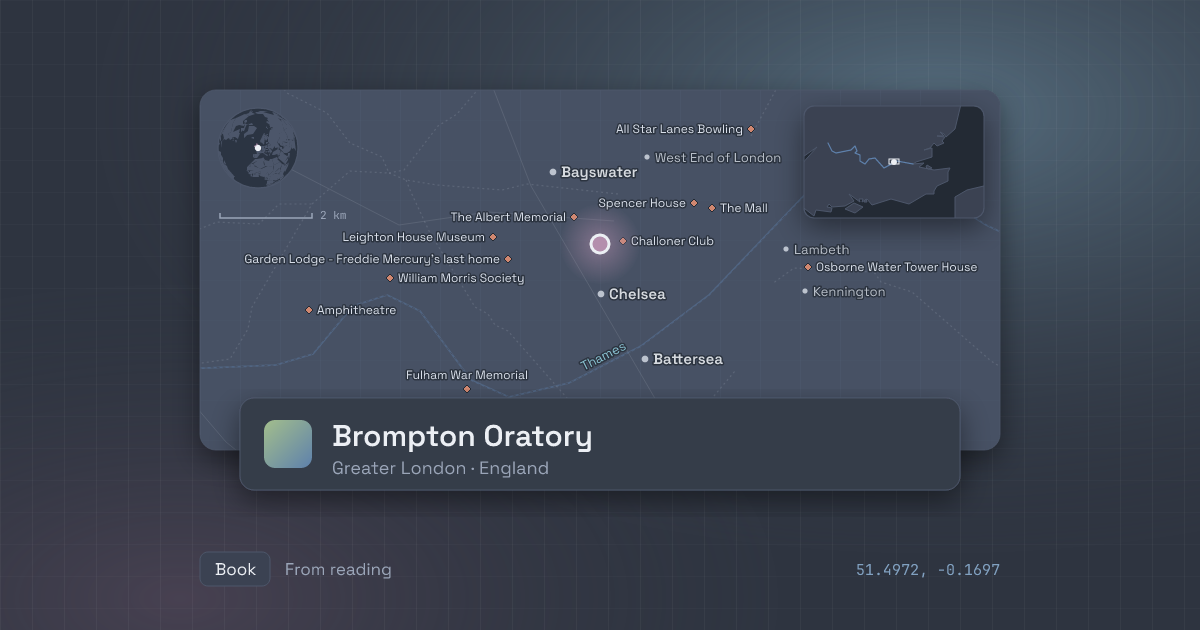 All Star Lanes Bowling
West End of London
Bayswater
Spencer House
The Mall
2 km
The Albert Memorial
Leighton House Museum
Challoner Club
Lambeth
Garden Lodge - Freddie Mercury's last home
Osborne Water Tower House
William Morris Society
Kennington
Chelsea
Amphitheatre
Thames
Battersea
Fulham War Memorial
Brompton Oratory
Greater London · England
Book
From reading
51.4972, -0.1697